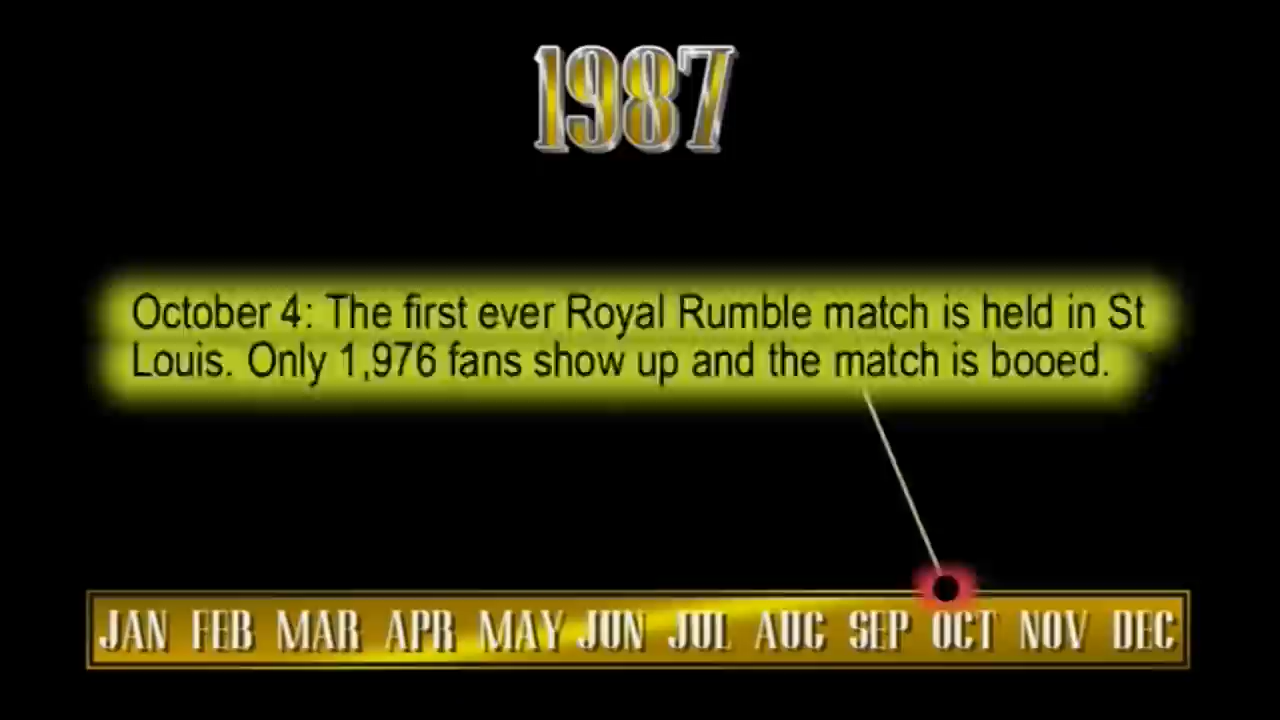 1987
October 4: The first ever Royal Rumble match is held in St
Louis. Only 1,976 fans show up and the match is booed.
JAN FEB MAR APR MAY JUN JUL AUG SEP OCT NOV DEC